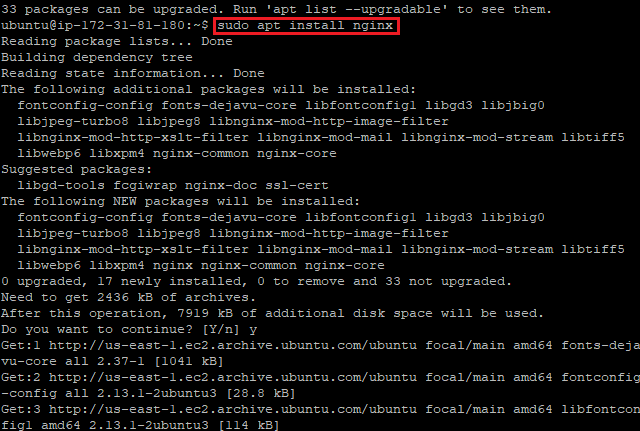 33 packages can be upgraded. Run 'apt list --upgradable' to see them.
ubuntu@ip-172-31-81-180:~$ sudo apt install nginx
Reading package lists... Done
Building dependency tree
Reading state information... Done
The following additional packages will be installed:
  fontconfig-config fonts-dejavu-core libfontconfig1 libgd3 libjbig0
  libjpeg-turbo8 libjpeg8 libnginx-mod-http-image-filter
  libnginx-mod-http-xslt-filter libnginx-mod-mail libnginx-mod-stream libtiff5
  libwebp6 libxpm4 nginx-common nginx-core
Suggested packages:
  libgd-tools fcgiwrap nginx-doc ssl-cert
The following NEW packages will be installed:
  fontconfig-config fonts-dejavu-core libfontconfig1 libgd3 libjbig0
  libjpeg-turbo8 libjpeg8 libnginx-mod-http-image-filter
  libnginx-mod-http-xslt-filter libnginx-mod-mail libnginx-mod-stream libtiff5
  libwebp6 libxpm4 nginx nginx-common nginx-core
0 upgraded, 17 newly installed, 0 to remove and 33 not upgraded.
Need to get 2436 kB of archives.
After this operation, 7919 kB of additional disk space will be used.
Do you want to continue? [Y/n] y
Get:1 http://us-east-1.ec2.archive.ubuntu.com/ubuntu focal/main amd64 fonts-deja
vu-core all 2.37-1 [1041 kB]
Get:2 http://us-east-1.ec2.archive.ubuntu.com/ubuntu focal/main amd64 fontconfig
-config all 2.13.1-2ubuntu3 [28.8 kB]
Get:3 http://us-east-1.ec2.archive.ubuntu.com/ubuntu focal/main amd64 libfontcon
fig1 amd64 2.13.1-2ubuntu3 [114 kB]